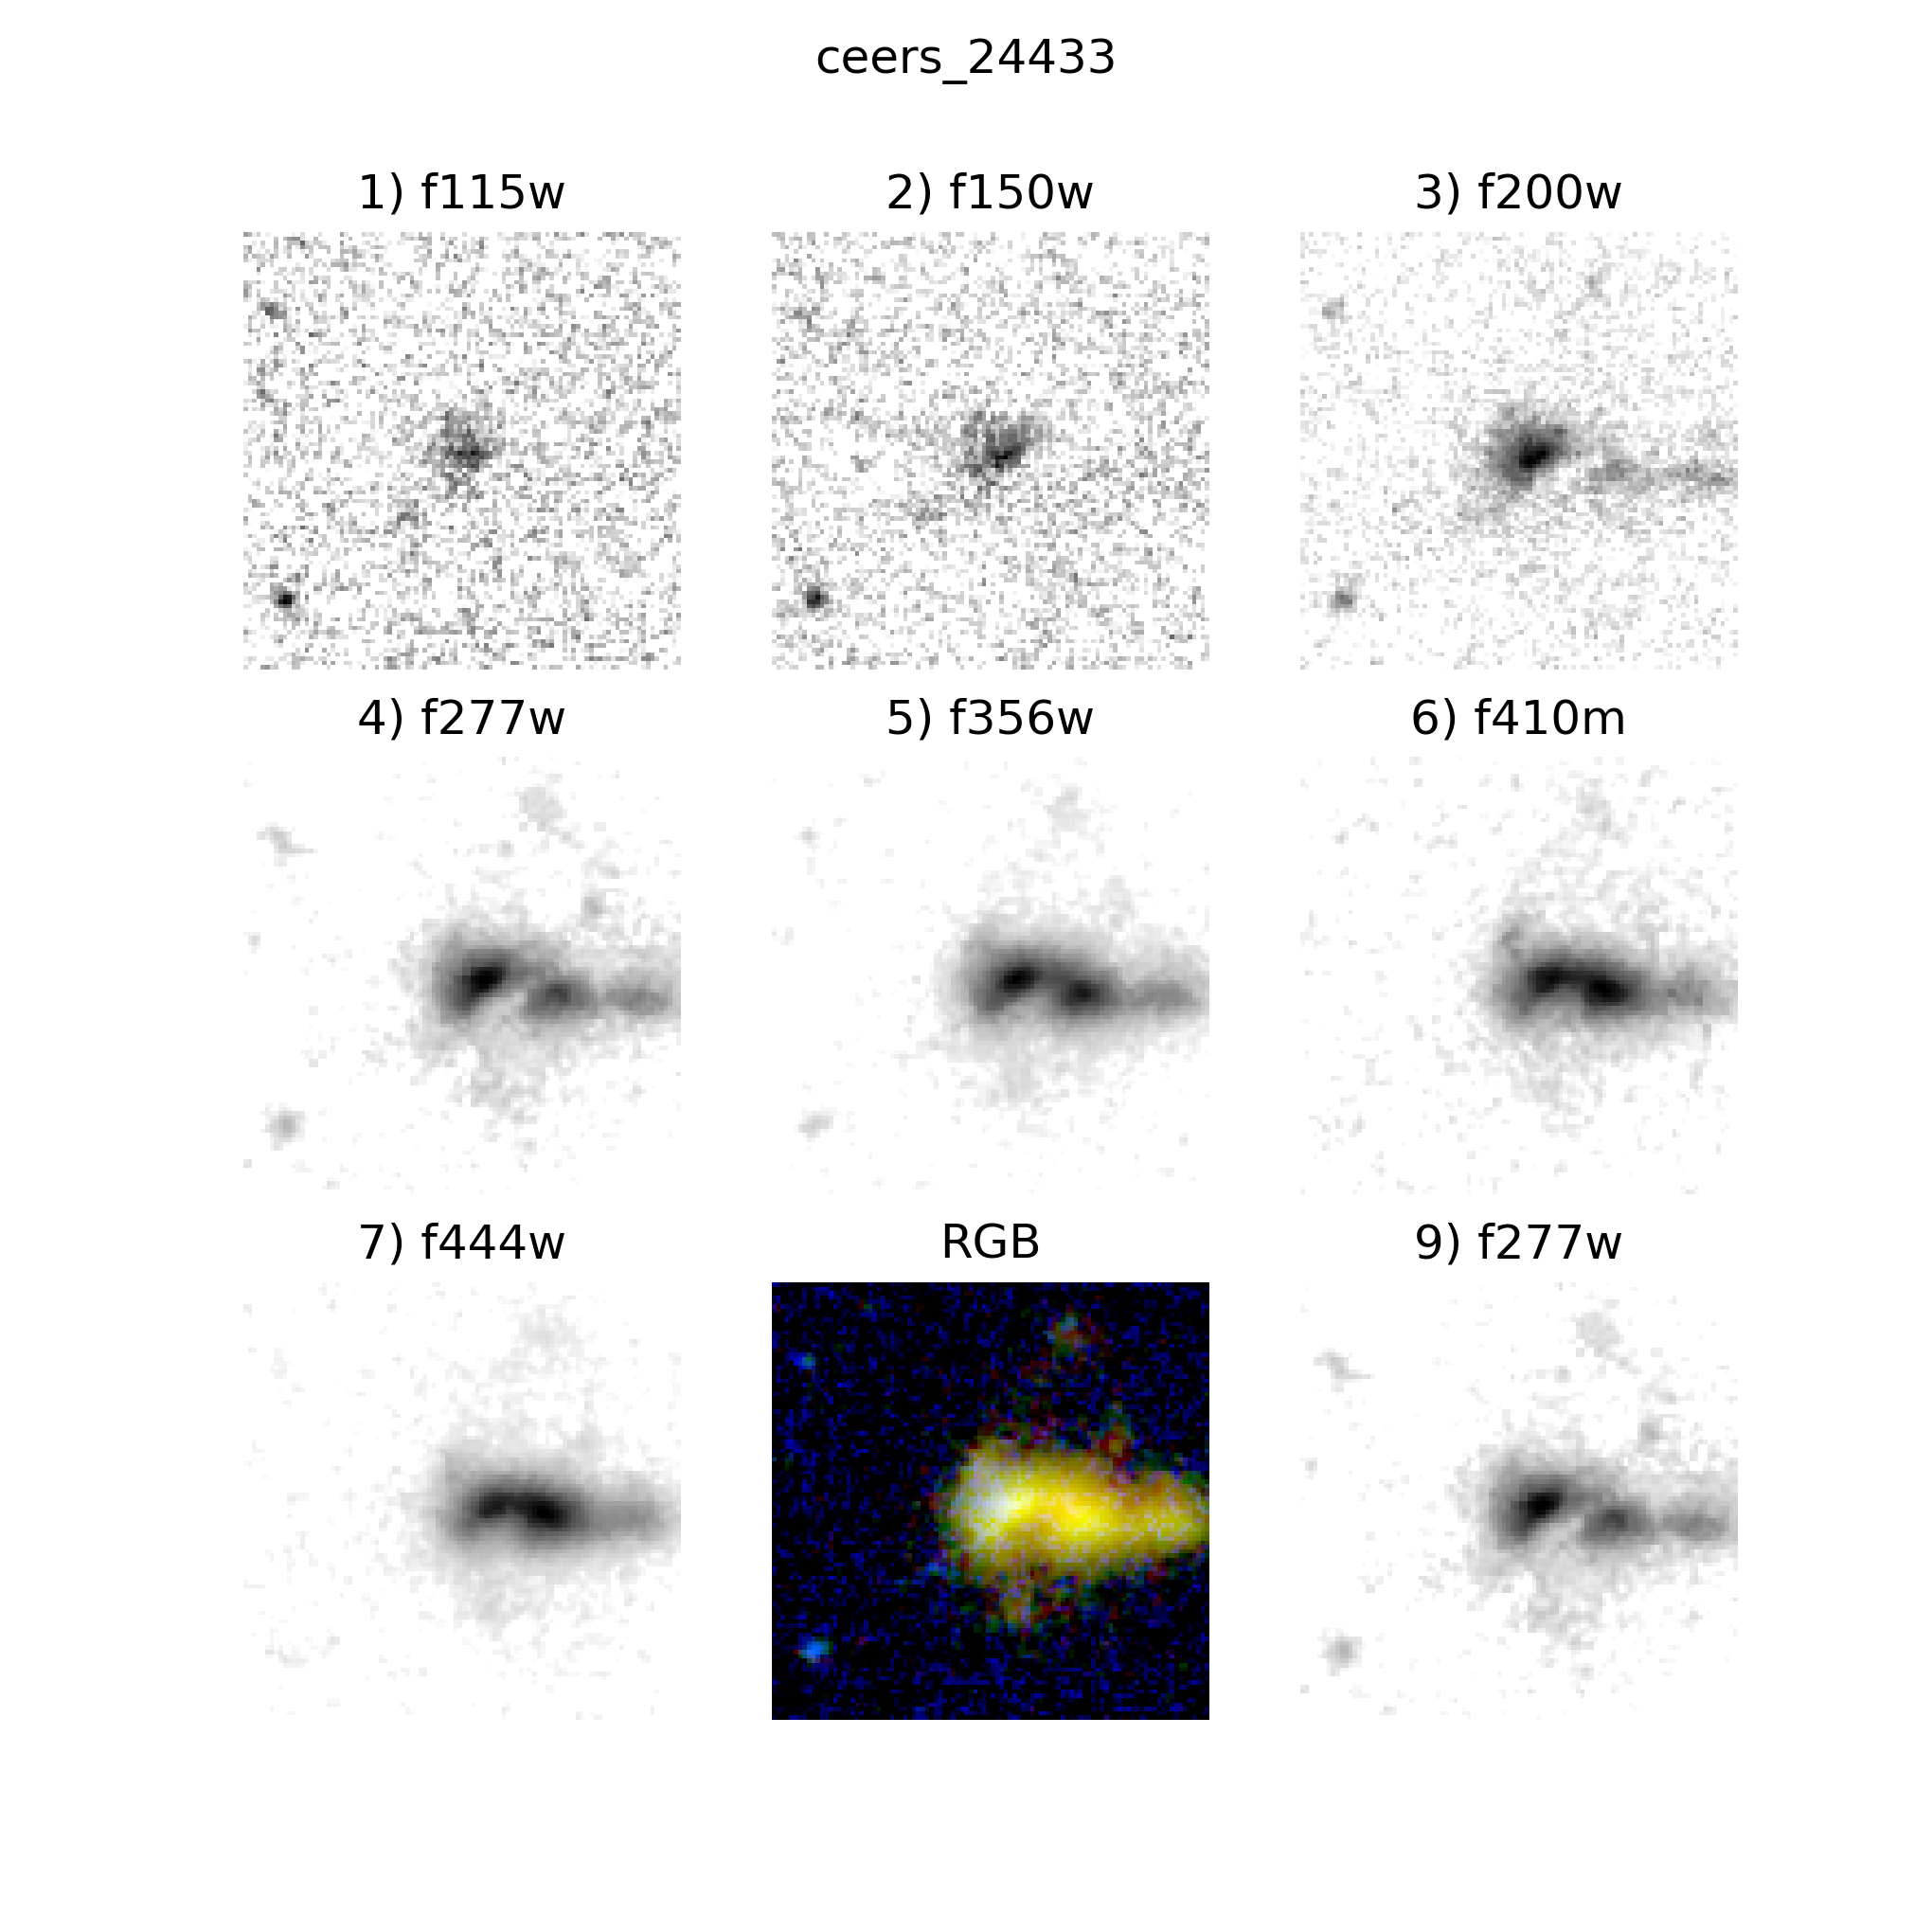 ceers_24433
1) f115w
2) f150w
3) f200w
4) f277w
5) f356w
6) f410m
7) f444w
RGB
9) f277w